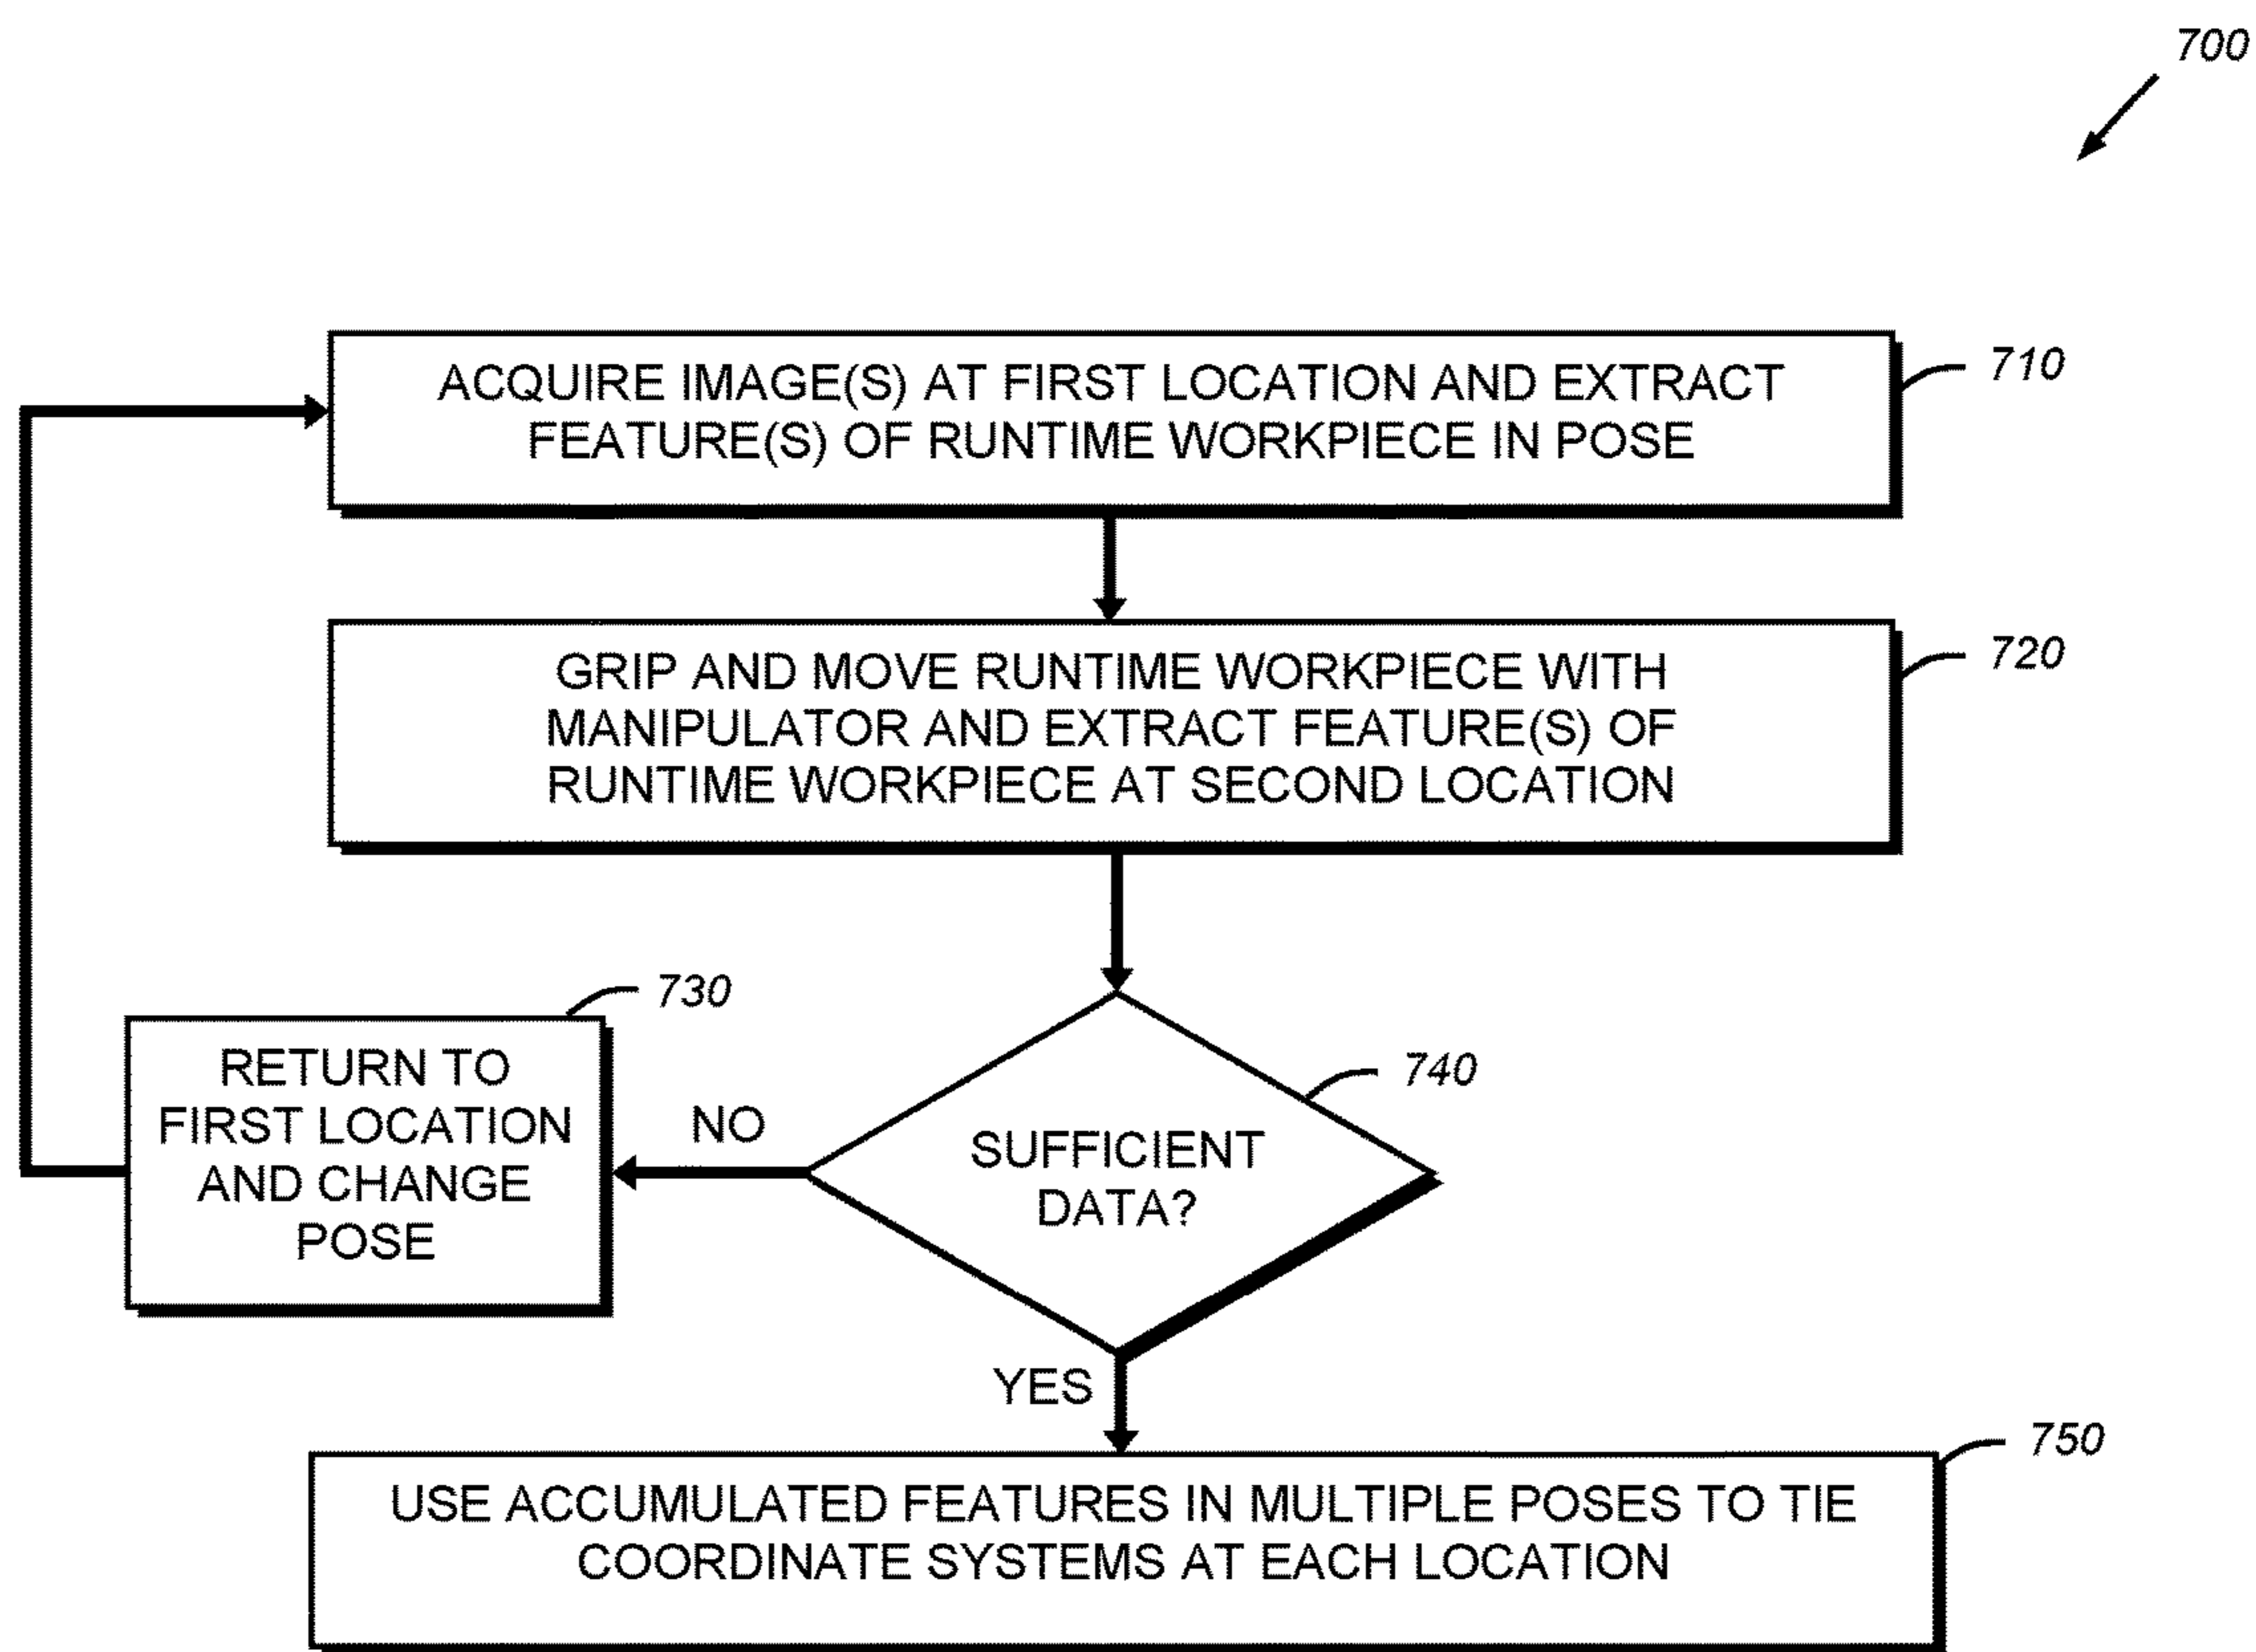 700
ACQUIRE IMAGE(S) AT FIRST LOCATION AND EXTRACT
FEATURE(S) OF RUNTIME WORKPIECE IN POSE
710
GRIP AND MOVE RUNTIME WORKPIECE WITH
MANIPULATOR AND EXTRACT FEATURE(S) OF
RUNTIME WORKPIECE AT SECOND LOCATION
720
730
RETURN TO
FIRST LOCATION
AND CHANGE
POSE
NO
740
SUFFICIENT
DATA?
YES
750
USE ACCUMULATED FEATURES IN MULTIPLE POSES TO TIE
COORDINATE SYSTEMS AT EACH LOCATION